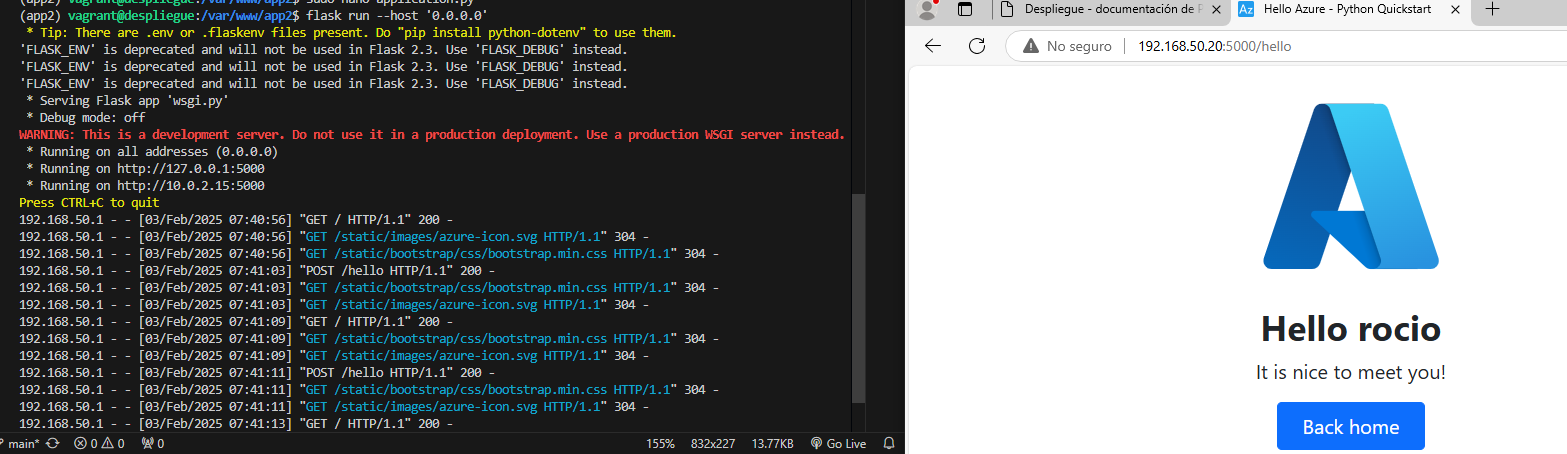 (app2) vagrant@despliegue:/var/www/app2$ sudo nano application.py
(app2) vagrant@despliegue:/var/www/app2$ flask run --host '0.0.0.0'
 * Tip: There are .env or .flaskenv files present. Do "pip install python-dotenv" to use them.
'FLASK_ENV' is deprecated and will not be used in Flask 2.3. Use 'FLASK_DEBUG' instead.
'FLASK_ENV' is deprecated and will not be used in Flask 2.3. Use 'FLASK_DEBUG' instead.
'FLASK_ENV' is deprecated and will not be used in Flask 2.3. Use 'FLASK_DEBUG' instead.
 * Serving Flask app 'wsgi.py'
 * Debug mode: off
WARNING: This is a development server. Do not use it in a production deployment. Use a production WSGI server instead.
 * Running on all addresses (0.0.0.0)
 * Running on http://127.0.0.1:5000
 * Running on http://10.0.2.15:5000
Press CTRL+C to quit
192.168.50.1 - - [03/Feb/2025 07:40:56] "GET / HTTP/1.1" 200 -
192.168.50.1 - - [03/Feb/2025 07:40:56] "GET /static/images/azure-icon.svg HTTP/1.1" 304 -
192.168.50.1 - - [03/Feb/2025 07:40:56] "GET /static/bootstrap/css/bootstrap.min.css HTTP/1.1" 304 -
192.168.50.1 - - [03/Feb/2025 07:41:03] "POST /hello HTTP/1.1" 200 -
192.168.50.1 - - [03/Feb/2025 07:41:03] "GET /static/bootstrap/css/bootstrap.min.css HTTP/1.1" 304 -
192.168.50.1 - - [03/Feb/2025 07:41:03] "GET /static/images/azure-icon.svg HTTP/1.1" 304 -
192.168.50.1 - - [03/Feb/2025 07:41:09] "GET / HTTP/1.1" 200 -
192.168.50.1 - - [03/Feb/2025 07:41:09] "GET /static/bootstrap/css/bootstrap.min.css HTTP/1.1" 304 -
192.168.50.1 - - [03/Feb/2025 07:41:09] "GET /static/images/azure-icon.svg HTTP/1.1" 304 -
192.168.50.1 - - [03/Feb/2025 07:41:11] "POST /hello HTTP/1.1" 200 -
192.168.50.1 - - [03/Feb/2025 07:41:11] "GET /static/bootstrap/css/bootstrap.min.css HTTP/1.1" 304 -
192.168.50.1 - - [03/Feb/2025 07:41:11] "GET /static/images/azure-icon.svg HTTP/1.1" 304 -
192.168.50.1 - - [03/Feb/2025 07:41:13] "GET / HTTP/1.1" 200 -
main* 0 0 0 155% 832x227 13.77KB Go Live
Despliegue - documentación de
Az Hello Azure - Python Quickstart
No seguro 192.168.50.20:5000/hello
Hello rocio
It is nice to meet you!
Back home